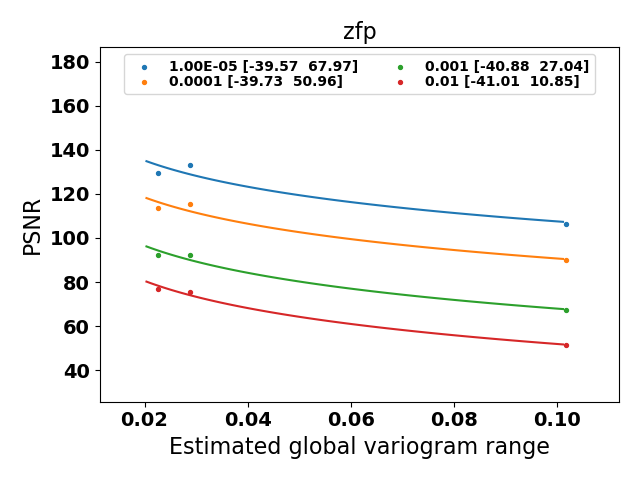 zfp
1.00E-05 [-39.57  67.97]
0.0001 [-39.73  50.96]
0.001 [-40.88  27.04]
0.01 [-41.01  10.85]
PSNR
180
160
140
120
100
80
60
40
0.02 0.04 0.06 0.08 0.10
Estimated global variogram range